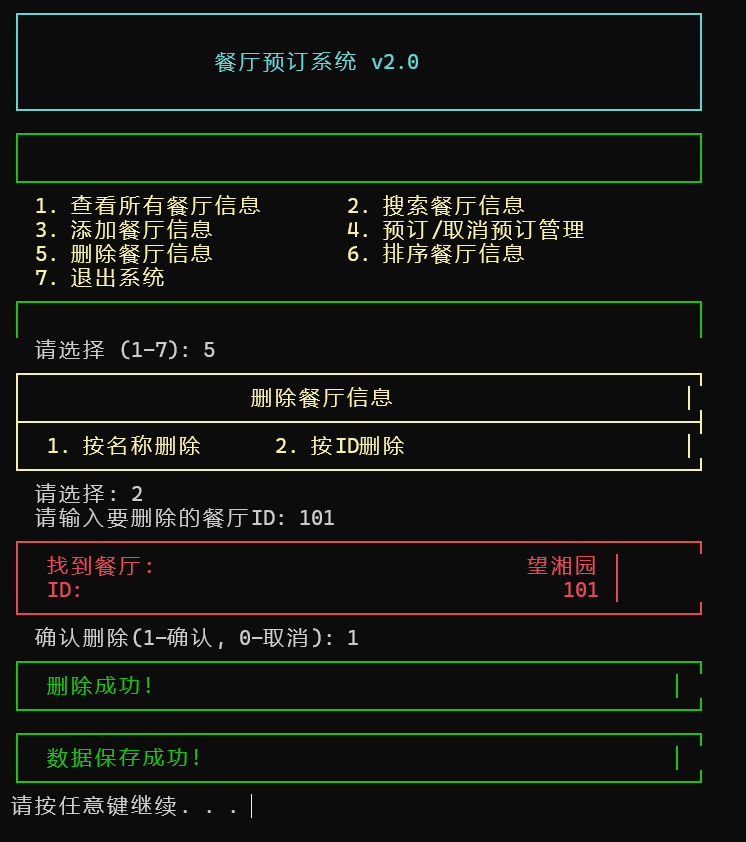 餐厅预订系统 v2.0
1. 查看所有餐厅信息 2. 搜索餐厅信息
3. 添加餐厅信息 4. 预订/取消预订管理
5. 删除餐厅信息 6. 排序餐厅信息
7. 退出系统
请选择 (1-7): 5
删除餐厅信息
1. 按名称删除 2. 按ID删除
请选择: 2
请输入要删除的餐厅ID: 101
找到餐厅: 望湘园
ID: 101
确认删除(1-确认, 0-取消): 1
删除成功!
数据保存成功!
请按任意键继续. . .